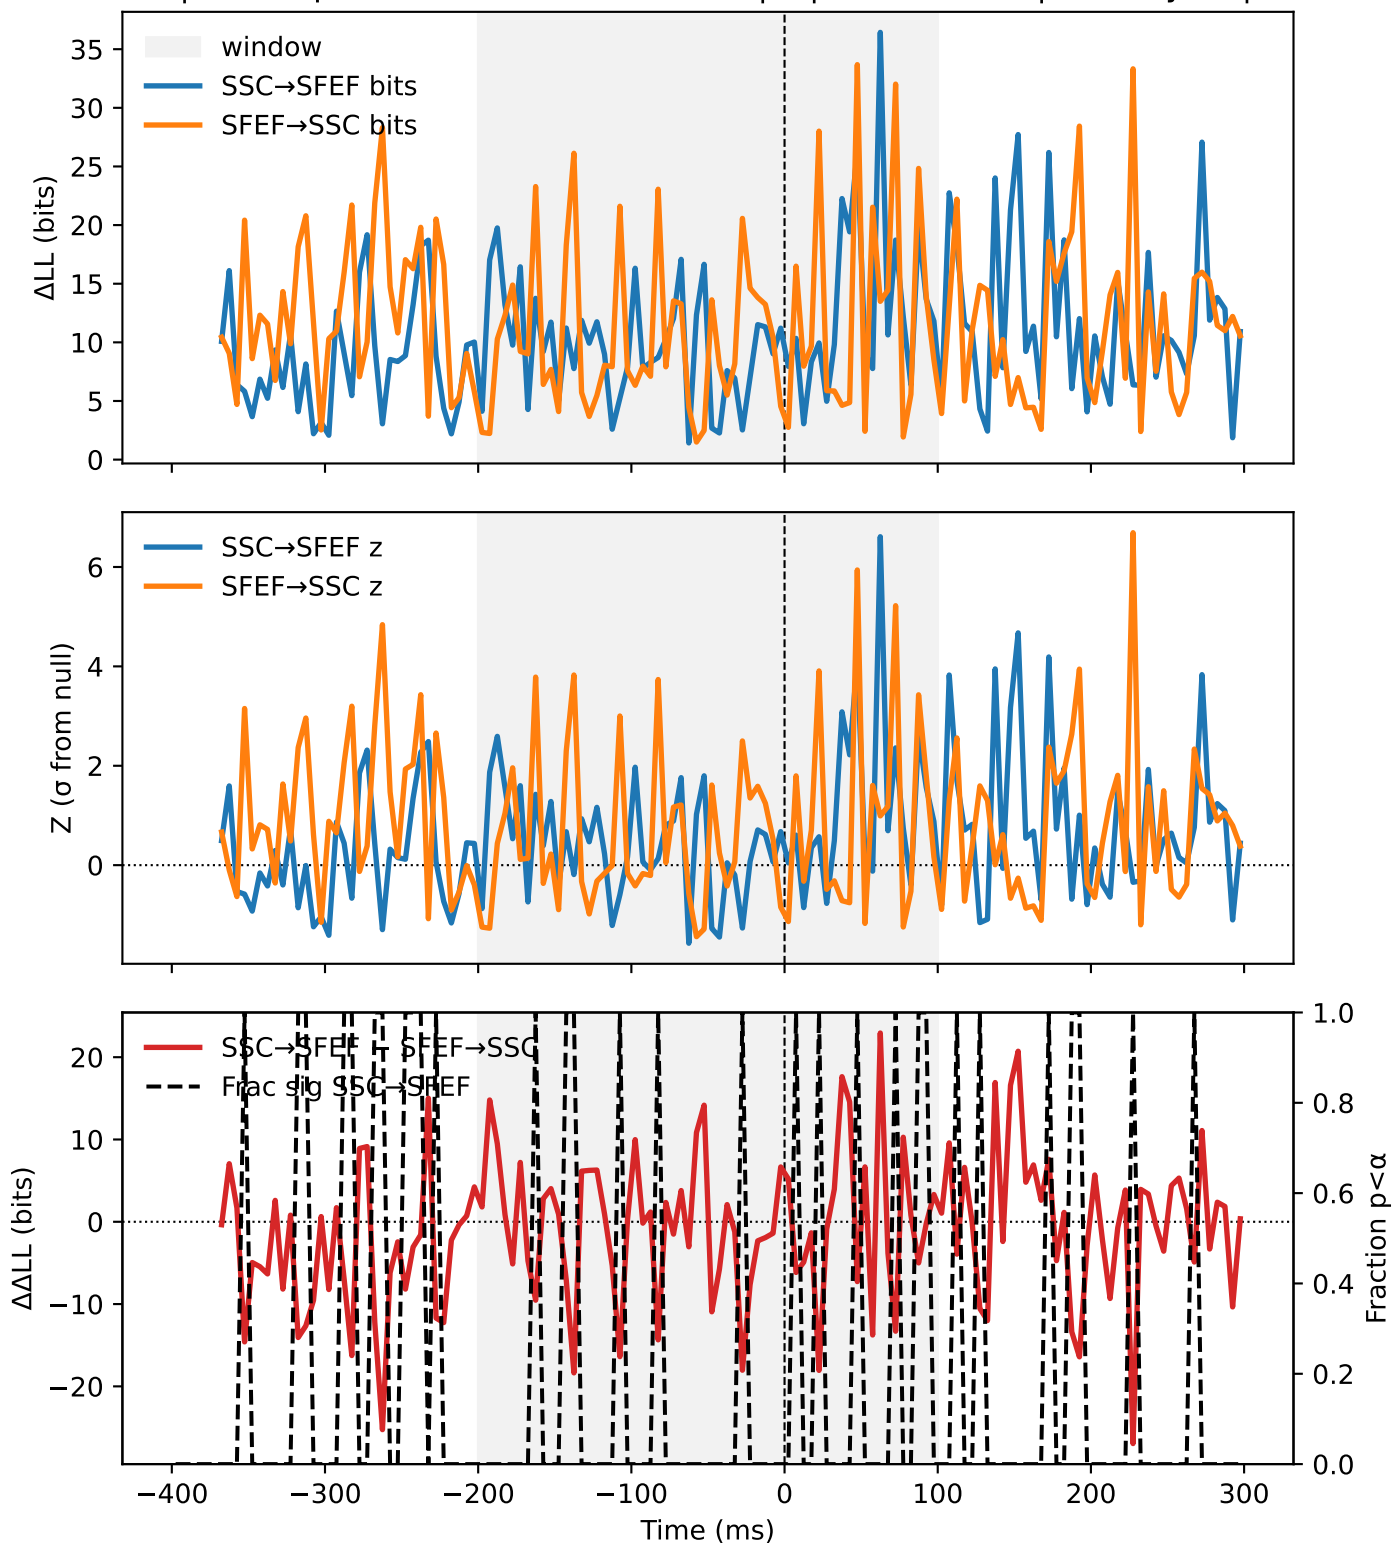 window
SSC→SFEF bits
SFEF→SSC bits
ΔLL (bits)
35
30
25
20
15
10
5
0
SSC→SFEF z
SFEF→SSC z
Z (σ from null)
6
4
2
0
SSC→SFEF − SFEF→SSC
Frac sig SSC→SFEF
ΔΔLL (bits)
20
10
0
−10
−20
1.0
0.8
0.6
0.4
0.2
0.0
Fraction p<α
−400 −300 −200 −100 0 100 200 300
Time (ms)